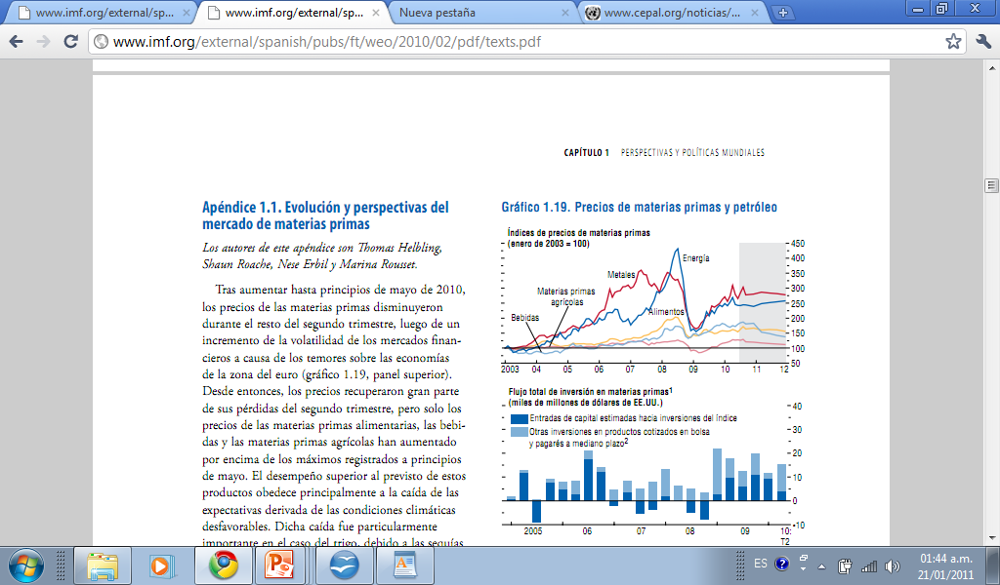 www.imf.org/external/sp...
www.imf.org/external/sp...
Nueva pestaña
www.cepal.org/noticias/...
www.imf.org/external/spanish/pubs/ft/weo/2010/02/pdf/texts.pdf
CAPÍTULO 1 PERSPECTIVAS Y POLÍTICAS MUNDIALES
Apéndice 1.1. Evolución y perspectivas del
mercado de materias primas
Los autores de este apéndice son Thomas Helbling,
Shaun Roache, Nese Erbil y Marina Rousset.
Tras aumentar hasta principios de mayo de 2010,
los precios de las materias primas disminuyeron
durante el resto del segundo trimestre, luego de un
incremento de la volatilidad de los mercados finan-
cieros a causa de los temores sobre las economías
de la zona del euro (gráfico 1.19, panel superior).
Desde entonces, los precios recuperaron gran parte
de sus pérdidas del segundo trimestre, pero solo los
precios de las materias primas alimentarias, las bebi-
das y las materias primas agrícolas han aumentado
por encima de los máximos registrados a principios
de mayo. El desempeño superior al previsto de estos
productos obedece principalmente a la caída de las
expectativas derivada de las condiciones climáticas
desfavorables. Dicha caída fue particularmente
importante en el caso del trigo, debido a las sequías
Gráfico 1.19. Precios de materias primas y petróleo
Índices de precios de materias primas
(enero de 2003 = 100)
450
400
350
300
250
200
150
100
50
Energía
Metales
Materias primas
agrícolas
Alimentos
Bebidas
2003 04 05 06 07 08 09 10 11 12
Flujo total de inversión en materias primas1
(miles de millones de dólares de EE.UU.)
Entradas de capital estimadas hacia inversiones del índice
Otras inversiones en productos cotizados en bolsa
y pagarés a mediano plazo2
40
30
20
10
0
-10
2005 06 07 08 09 10:
T2
ES
01:44 a.m.
21/01/2011